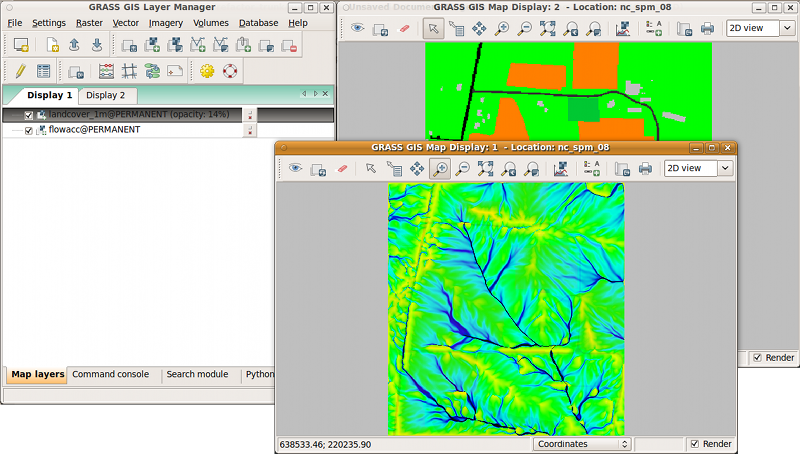 GRASS GIS Layer Manager
File Settings Raster Vector Imagery Volumes Database Help
Display 1 Display 2
landcover_1m@PERMANENT (opacity: 14%)
flowacc@PERMANENT
Map layers Command console Search module Python
Unsaved Docume
GRASS GIS Map Display: 2 - Location: nc_spm_08
2D view
Render
GRASS GIS Map Display: 1 - Location: nc_spm_08
2D view
638533.46; 220235.90
Coordinates
Render